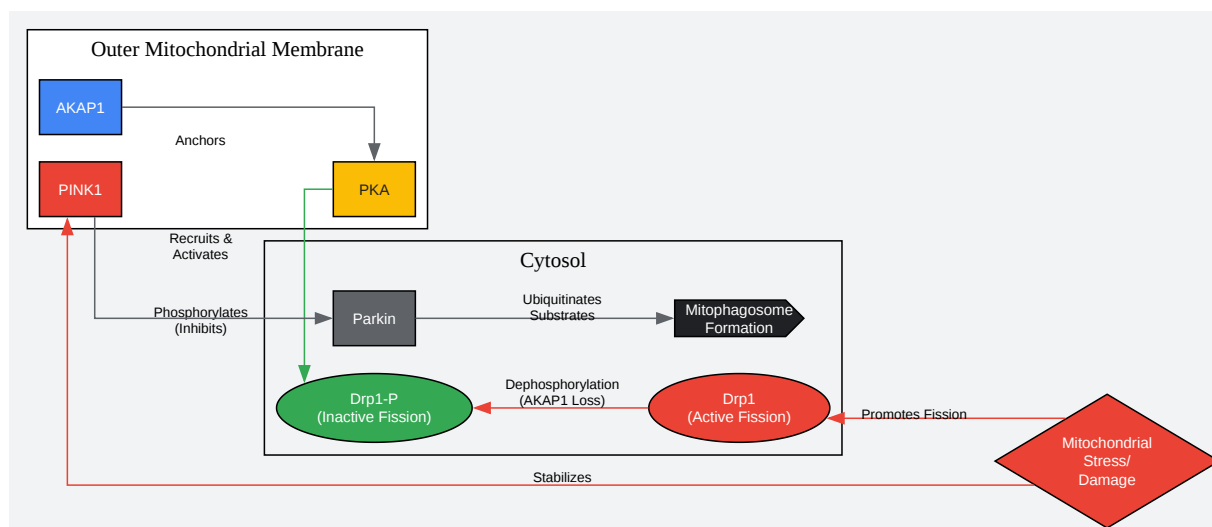 Outer Mitochondrial Membrane
AKAP1
Anchors
PINK1
PKA
Recruits &
Activates
Cytosol
Phosphorylates
(Inhibits)
Parkin
Ubiquitinates
Substrates
Mitophagosome
Formation
Drp1-P
(Inactive Fission)
Dephosphorylation
(AKAP1 Loss)
Drp1
(Active Fission)
Promotes Fission
Mitochondrial
Stress/
Damage
Stabilizes